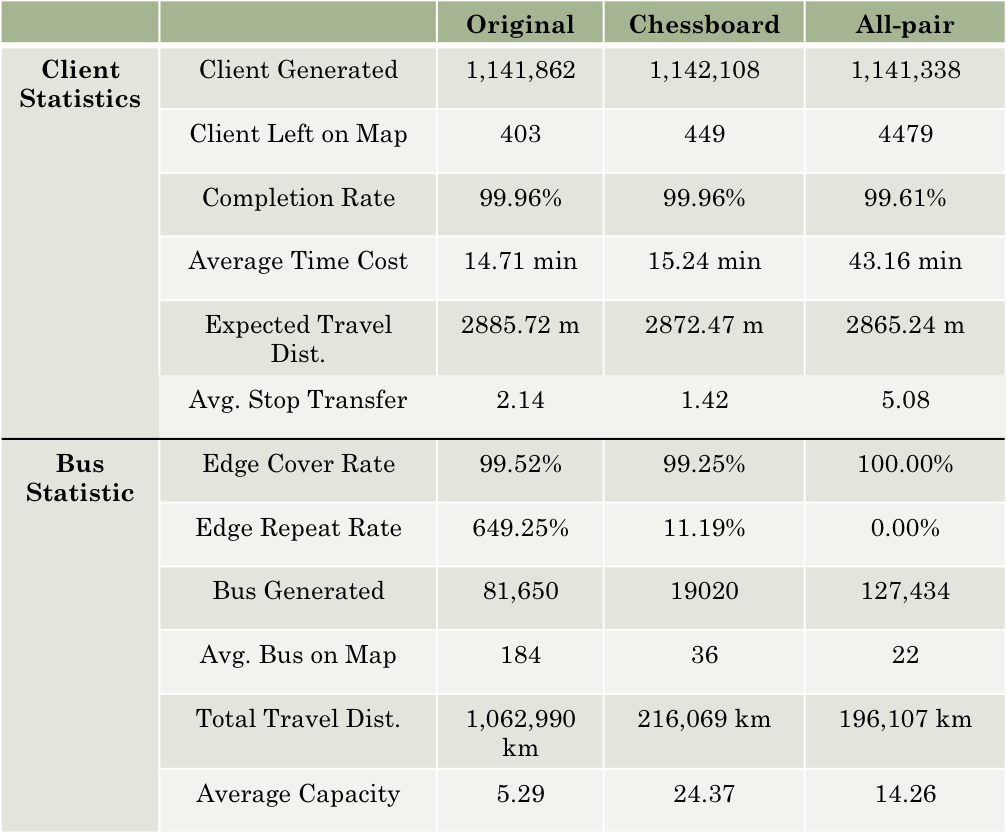 Original Chessboard All-pair
Client Statistics Client Generated 1,141,862 1,142,108 1,141,338
Client Left on Map 403 449 4479
Completion Rate 99.96% 99.96% 99.61%
Average Time Cost 14.71 min 15.24 min 43.16 min
Expected Travel Dist. 2885.72 m 2872.47 m 2865.24 m
Avg. Stop Transfer 2.14 1.42 5.08
Bus Statistic Edge Cover Rate 99.52% 99.25% 100.00%
Edge Repeat Rate 649.25% 11.19% 0.00%
Bus Generated 81,650 19020 127,434
Avg. Bus on Map 184 36 22
Total Travel Dist. 1,062,990 km 216,069 km 196,107 km
Average Capacity 5.29 24.37 14.26